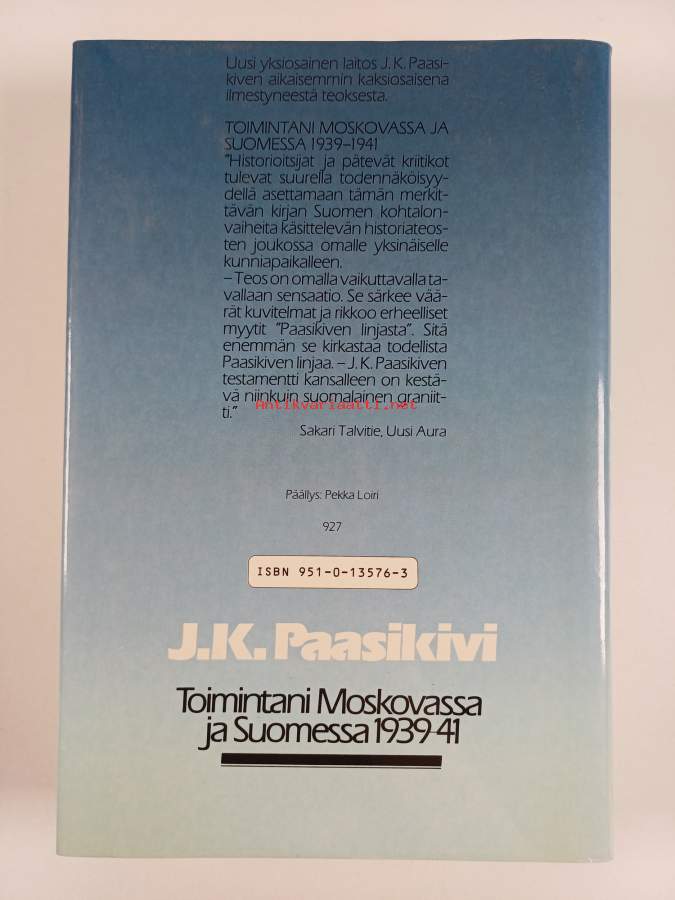 Uusi yksiosainen laitos J.K. Paasi-
kiven aikaisemmin kaksiosaisena
ilmestyneestä teoksesta.
TOIMINTANI MOSKOVASSA JA
SUOMESSA 1939–1941
"Historioitsijat ja pätevät kriitikot
tulevat suurella todennäköisyy-
dellä asettamaan tämän merkit-
tävän kirjan Suomen kohtalon-
vaiheita käsittelevän historiateos-
ten joukossa omalle yksinäiselle
kunniapaikalleen.
– Teos on omalla vaikuttavalla ta-
vallaan sensaatio. Se särkee vää-
rät kuvitelmat ja rikkoo erheelliset
myytit "Paasikiven linjasta". Sitä
enemmän se kirkastaa todellista
Paasikiven linjaa. – J.K. Paasikiven
testamentti kansalleen on kestä-
vä niinkuin suomalainen graniit-
ti."
Antikvariaatti.net
Sakari Talvitie, Uusi Aura
Päällys: Pekka Loiri
927
ISBN 951-0-13576-3
J.K. Paasikivi
Toimintani Moskovassa
ja Suomessa 1939-41